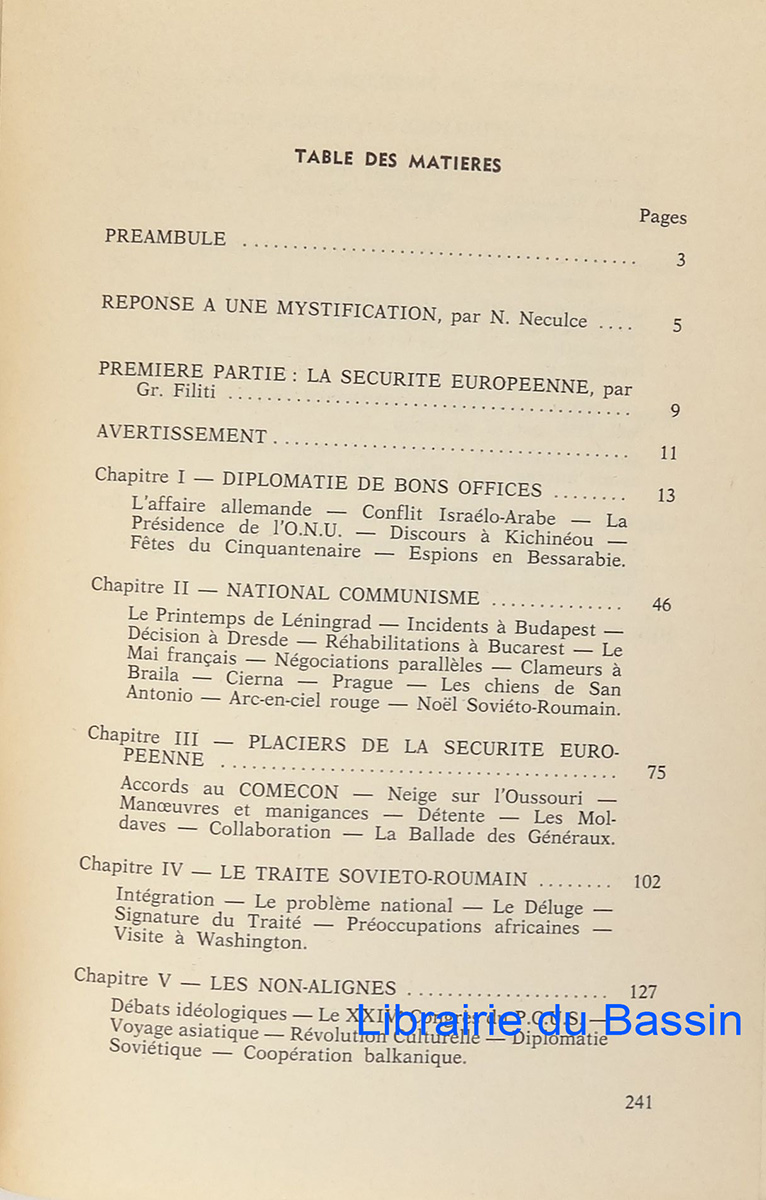 TABLE DES MATIERES
Pages
PREAMBULE ........................................ 3
REPONSE A UNE MYSTIFICATION, par N. Neculce .... 5
PREMIERE PARTIE : LA SECURITE EUROPEENNE, par
Gr. Filiti ........................................ 9
AVERTISSEMENT .................................... 11
Chapitre I — DIPLOMATIE DE BONS OFFICES ........ 13
L'affaire allemande — Conflit Israélo-Arabe — La
Présidence de l'O.N.U. — Discours à Kichinéou —
Fêtes du Cinquantenaire — Espions en Bessarabie.
Chapitre II — NATIONAL COMMUNISME .............. 46
Le Printemps de Léningrad — Incidents à Budapest —
Décision à Dresde — Réhabilitations à Bucarest — Le
Mai français — Négociations parallèles — Clameurs à
Braila — Cierna — Prague — Les chiens de San
Antonio — Arc-en-ciel rouge — Noël Soviéto-Roumain.
Chapitre III — PLACIERS DE LA SECURITE EURO-
PEENNE ........................................ 75
Accords au COMECON — Neige sur l'Oussouri —
Manœuvres et manigances — Détente — Les Mol-
daves — Collaboration — La Ballade des Généraux.
Chapitre IV — LE TRAITE SOVIETO-ROUMAIN ........ 102
Intégration — Le problème national — Le Déluge —
Signature du Traité — Préoccupations africaines —
Visite à Washington.
Chapitre V — LES NON-ALIGNES .................... 127
Débats idéologiques — Le XXIV Congrès du P.C.U.S. —
Voyage asiatique — Révolution Culturelle — Diplomatie
Soviétique — Coopération balkanique.
Librairie du Bassin
241